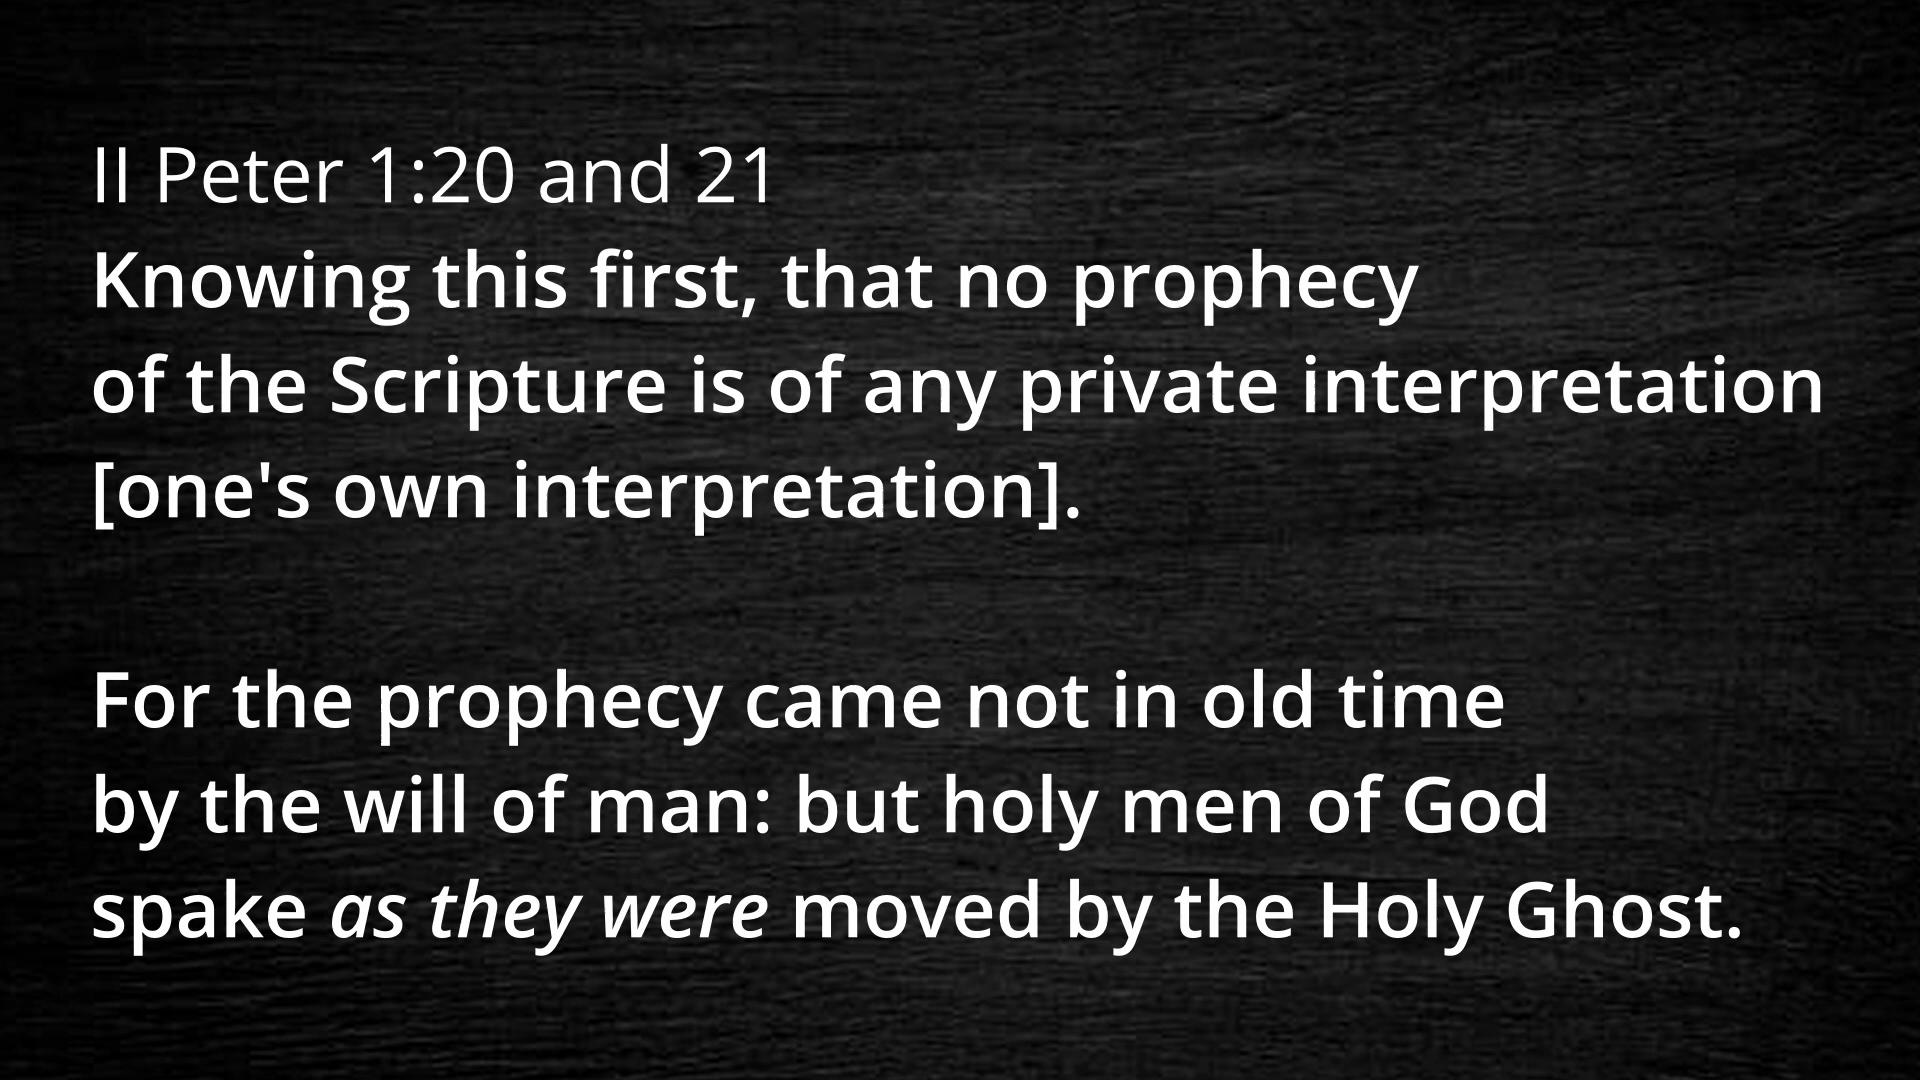 II Peter 1:20 and 21
Knowing this first, that no prophecy
of the Scripture is of any private interpretation
[one's own interpretation].
For the prophecy came not in old time
by the will of man: but holy men of God
spake as they were moved by the Holy Ghost.